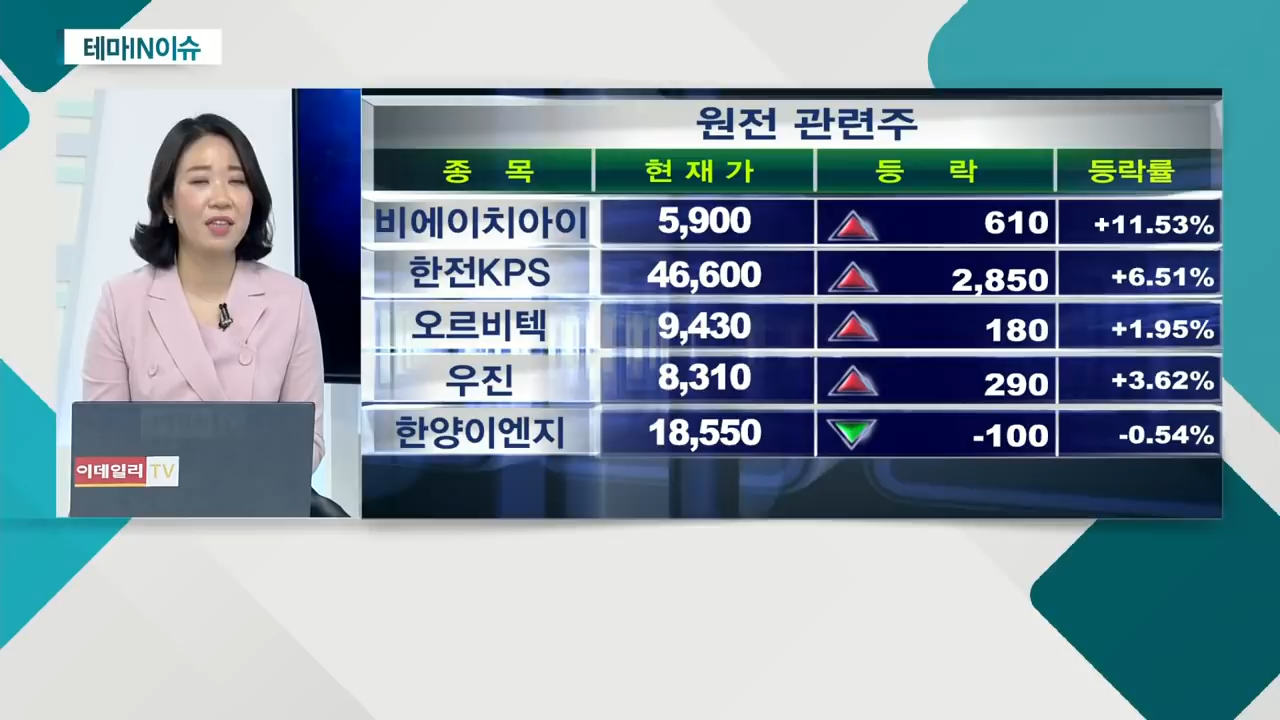 테마IN이슈
원전 관련주
종 목 현 재 가 등 락 등락률
비에이치아이 5,900 610 +11.53%
한전KPS 46,600 2,850 +6.51%
오르비텍 9,430 180 +1.95%
우진 8,310 290 +3.62%
한양이엔지 18,550 -100 -0.54%
이데일리TV